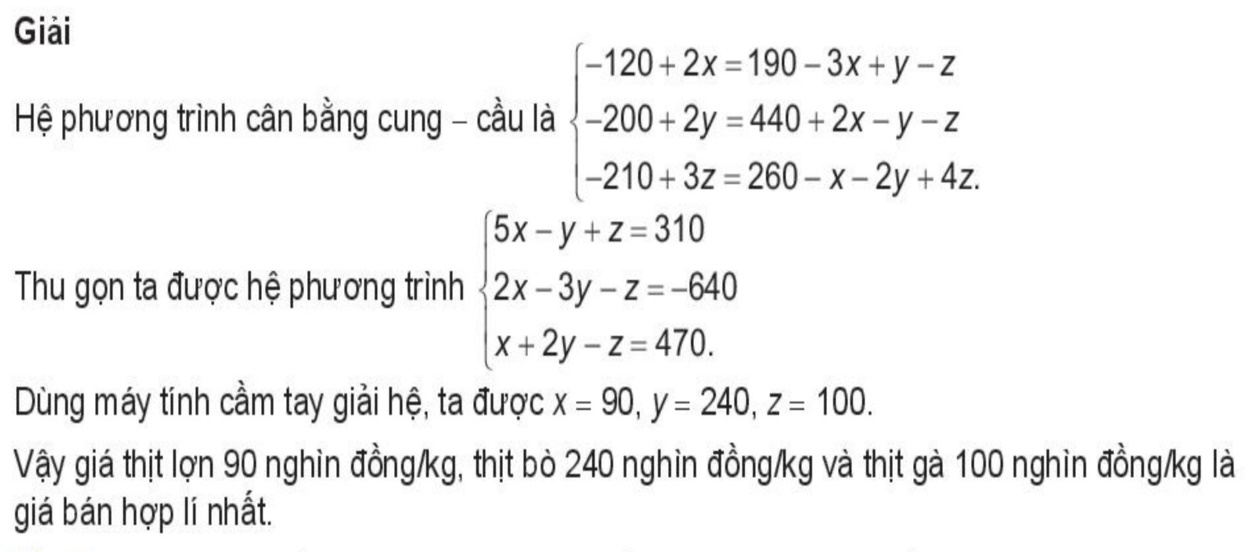 Giải
Hệ phương trình cân bằng cung – cầu là
−120 + 2x = 190 − 3x + y − z
−200 + 2y = 440 + 2x − y − z
−210 + 3z = 260 − x − 2y + 4z.
Thu gọn ta được hệ phương trình
5x − y + z = 310
2x − 3y − z = −640
x + 2y − z = 470.
Dùng máy tính cầm tay giải hệ, ta được x = 90, y = 240, z = 100.
Vậy giá thịt lợn 90 nghìn đồng/kg, thịt bò 240 nghìn đồng/kg và thịt gà 100 nghìn đồng/kg là
giá bán hợp lí nhất.